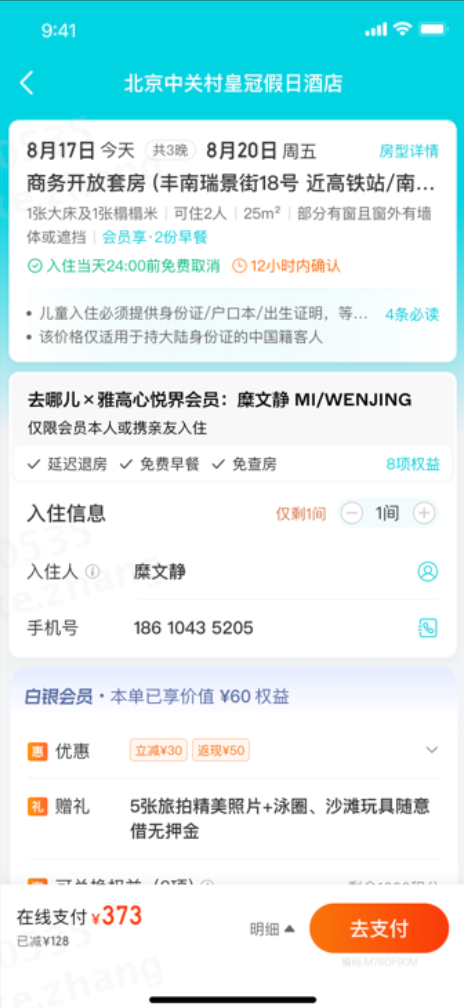 9:41
北京中关村皇冠假日酒店
8月17日 今天 共3晚 8月20日 周五 房型详情
商务开放套房 (丰南瑞景街18号 近高铁站/南...
1张大床及1张榻榻米 | 可住2人 | 25m² | 部分有窗且窗外有墙
体或遮挡 | 会员享·2份早餐
入住当天24:00前免费取消 12小时内确认
• 儿童入住必须提供身份证/户口本/出生证明，等... 4条必读
• 该价格仅适用于持大陆身份证的中国籍客人
去哪儿×雅高心悦界会员：糜文静 MI/WENJING
仅限会员本人或携亲友入住
延迟退房 免费早餐 免查房 8项权益
入住信息 仅剩1间 1间
入住人 糜文静
手机号 186 1043 5205
白银会员·本单已享价值 ¥60 权益
惠 优惠 立减¥30 返现¥50
礼 赠礼 5张旅拍精美照片+泳圈、沙滩玩具随意
借无押金
在线支付 ¥373 明细 去支付
已减¥128
编码:M78DF90M